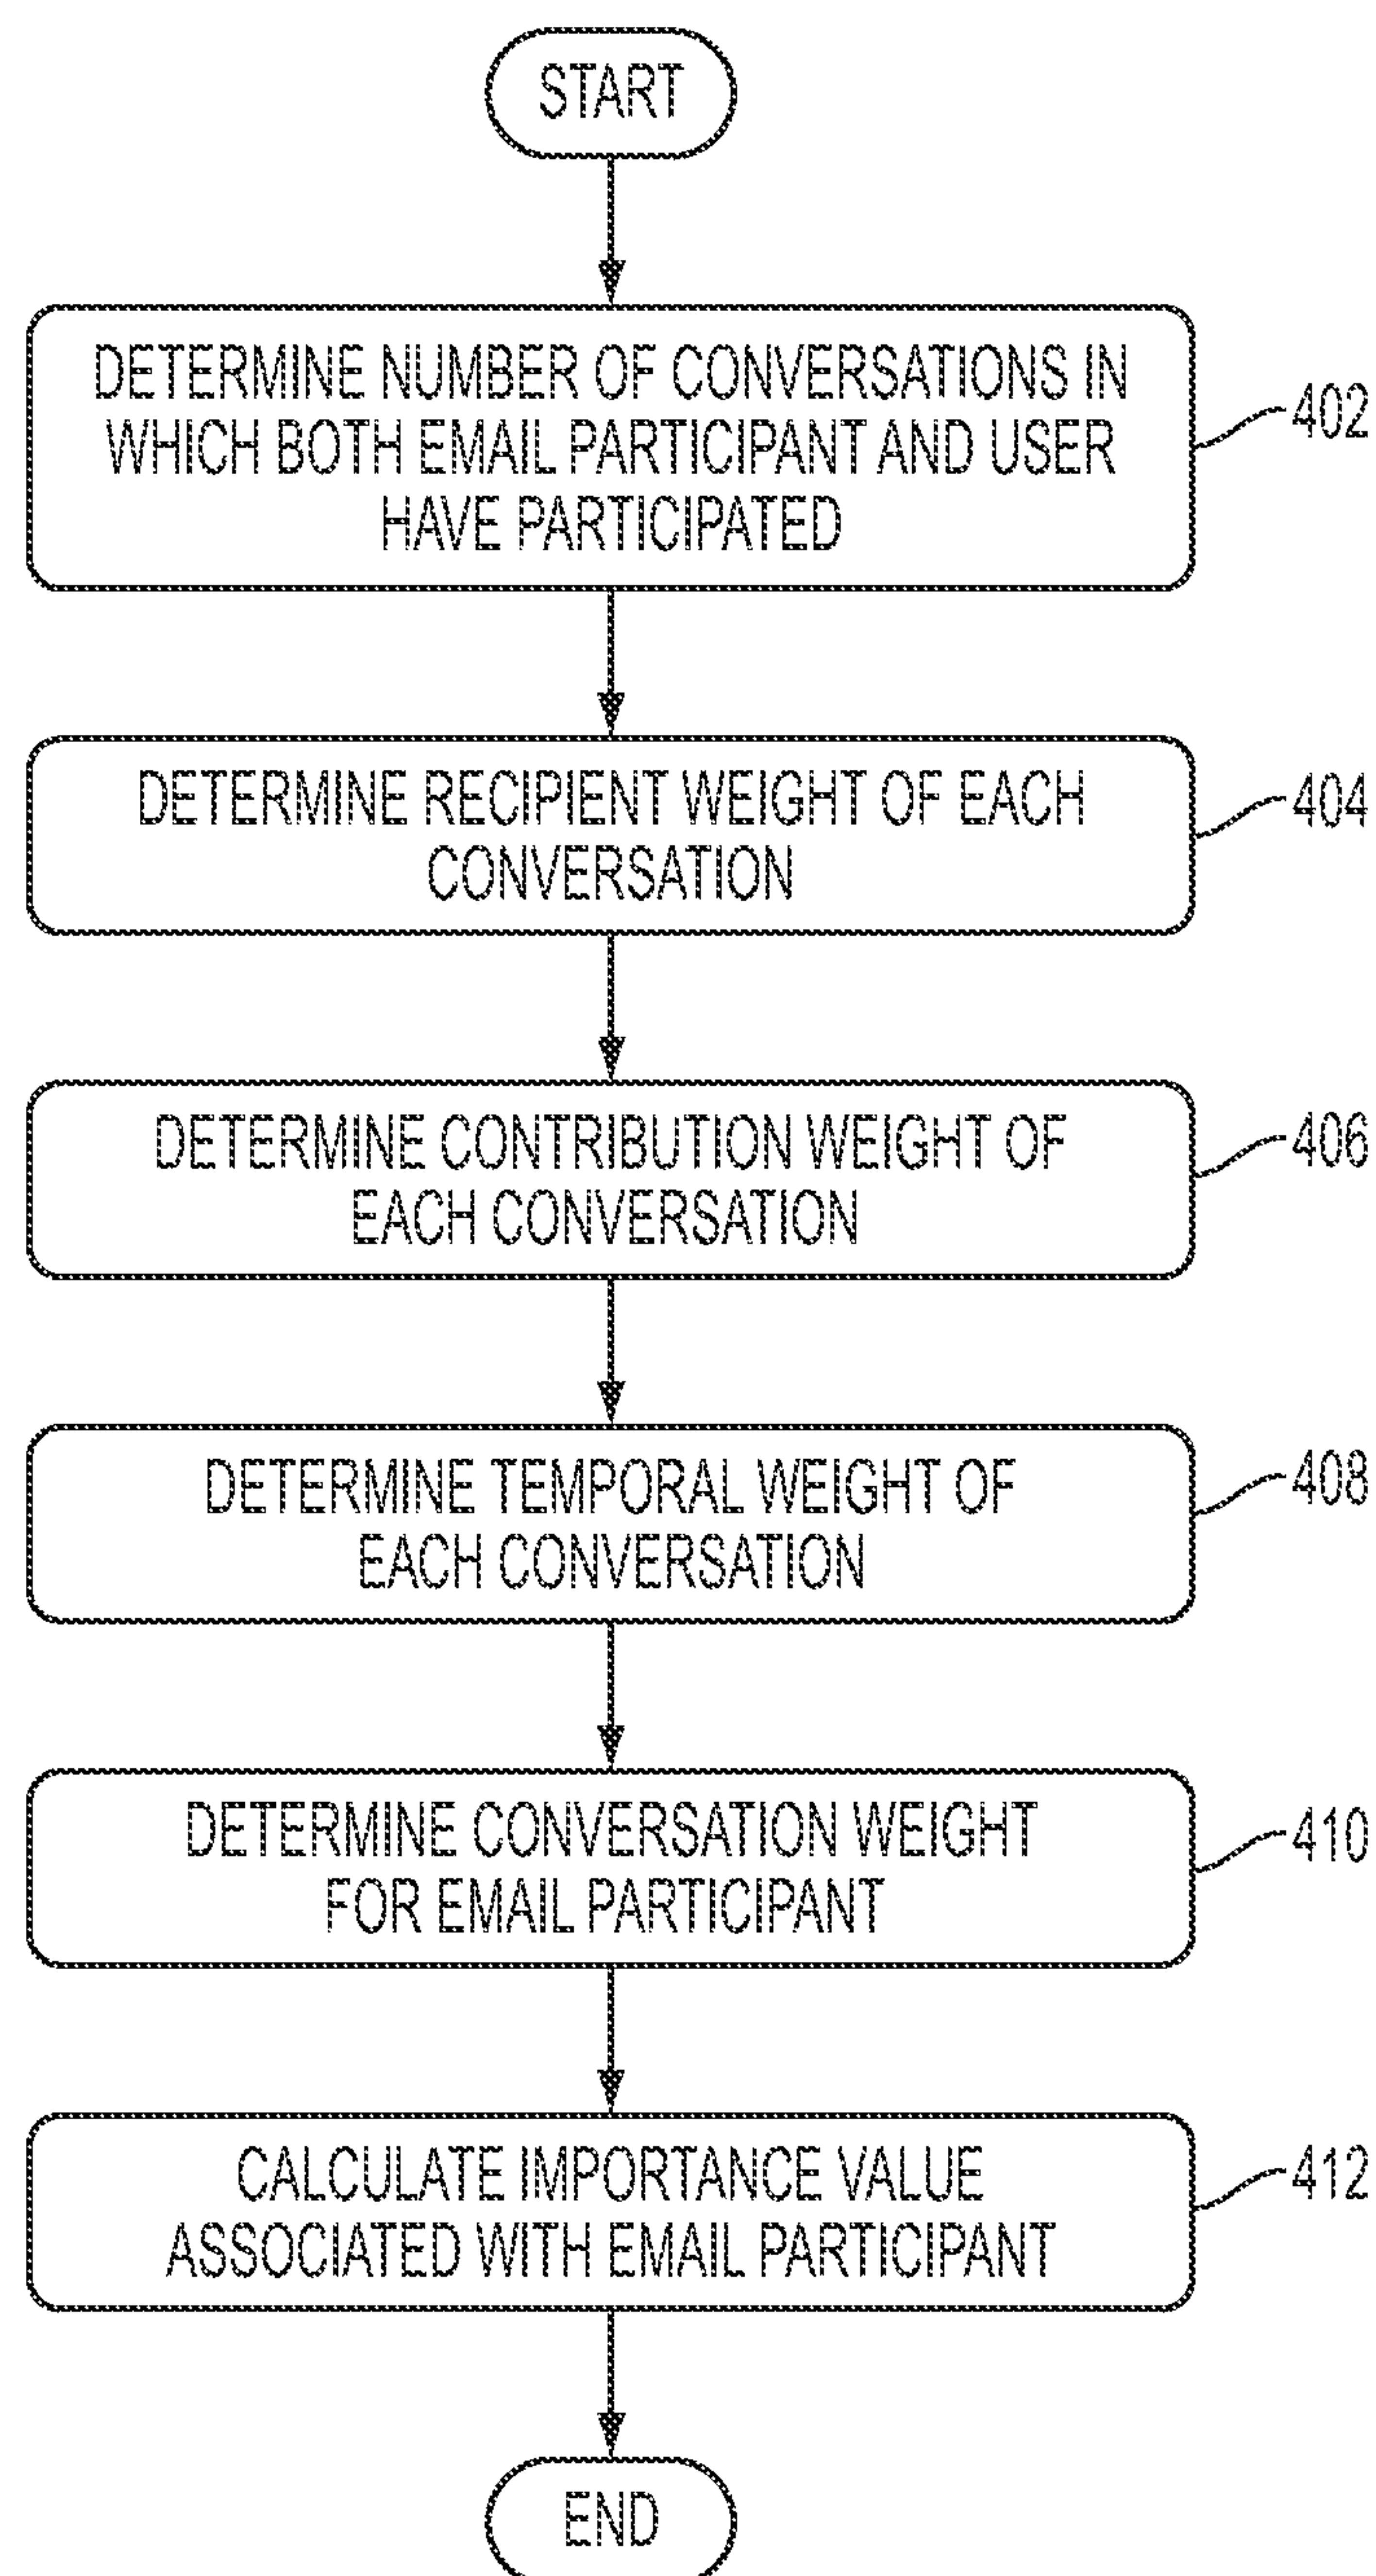 START
DETERMINE NUMBER OF CONVERSATIONS IN
WHICH BOTH EMAIL PARTICIPANT AND USER
HAVE PARTICIPATED
402
DETERMINE RECIPIENT WEIGHT OF EACH
CONVERSATION
404
DETERMINE CONTRIBUTION WEIGHT OF
EACH CONVERSATION
406
DETERMINE TEMPORAL WEIGHT OF
EACH CONVERSATION
408
DETERMINE CONVERSATION WEIGHT
FOR EMAIL PARTICIPANT
410
CALCULATE IMPORTANCE VALUE
ASSOCIATED WITH EMAIL PARTICIPANT
412
END